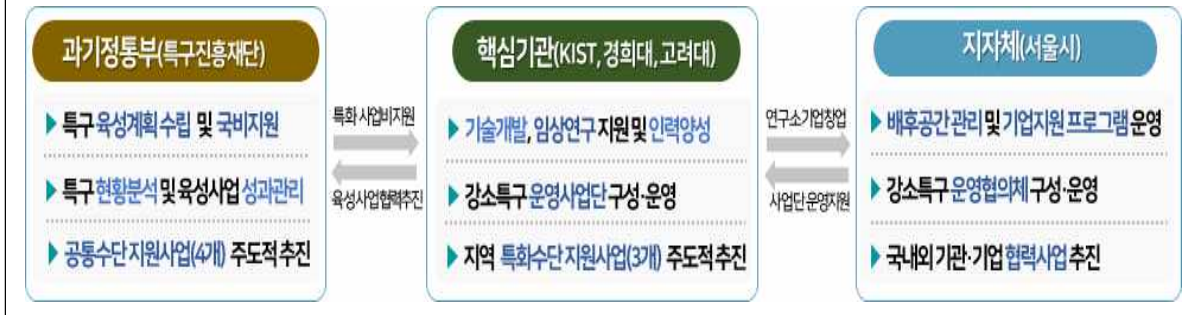 과기정통부(특구진흥재단)
▶ 특구 육성계획 수립 및 국비지원
▶ 특구 현황분석 및 육성사업 성과관리
▶ 공통수단 지원사업(4개) 주도적 추진
특화 사업비지원
육성사업협력추진
핵심기관(KIST, 경희대, 고려대)
▶ 기술개발, 임상연구 지원 및 인력양성
▶ 강소특구 운영사업단 구성·운영
▶ 지역 특화수단 지원사업(3개) 주도적 추진
연구소기업창업
사업단 운영지원
지자체(서울시)
▶ 배후공간 관리 및 기업지원 프로그램 운영
▶ 강소특구 운영협의체 구성·운영
▶ 국내외 기관·기업 협력사업 추진